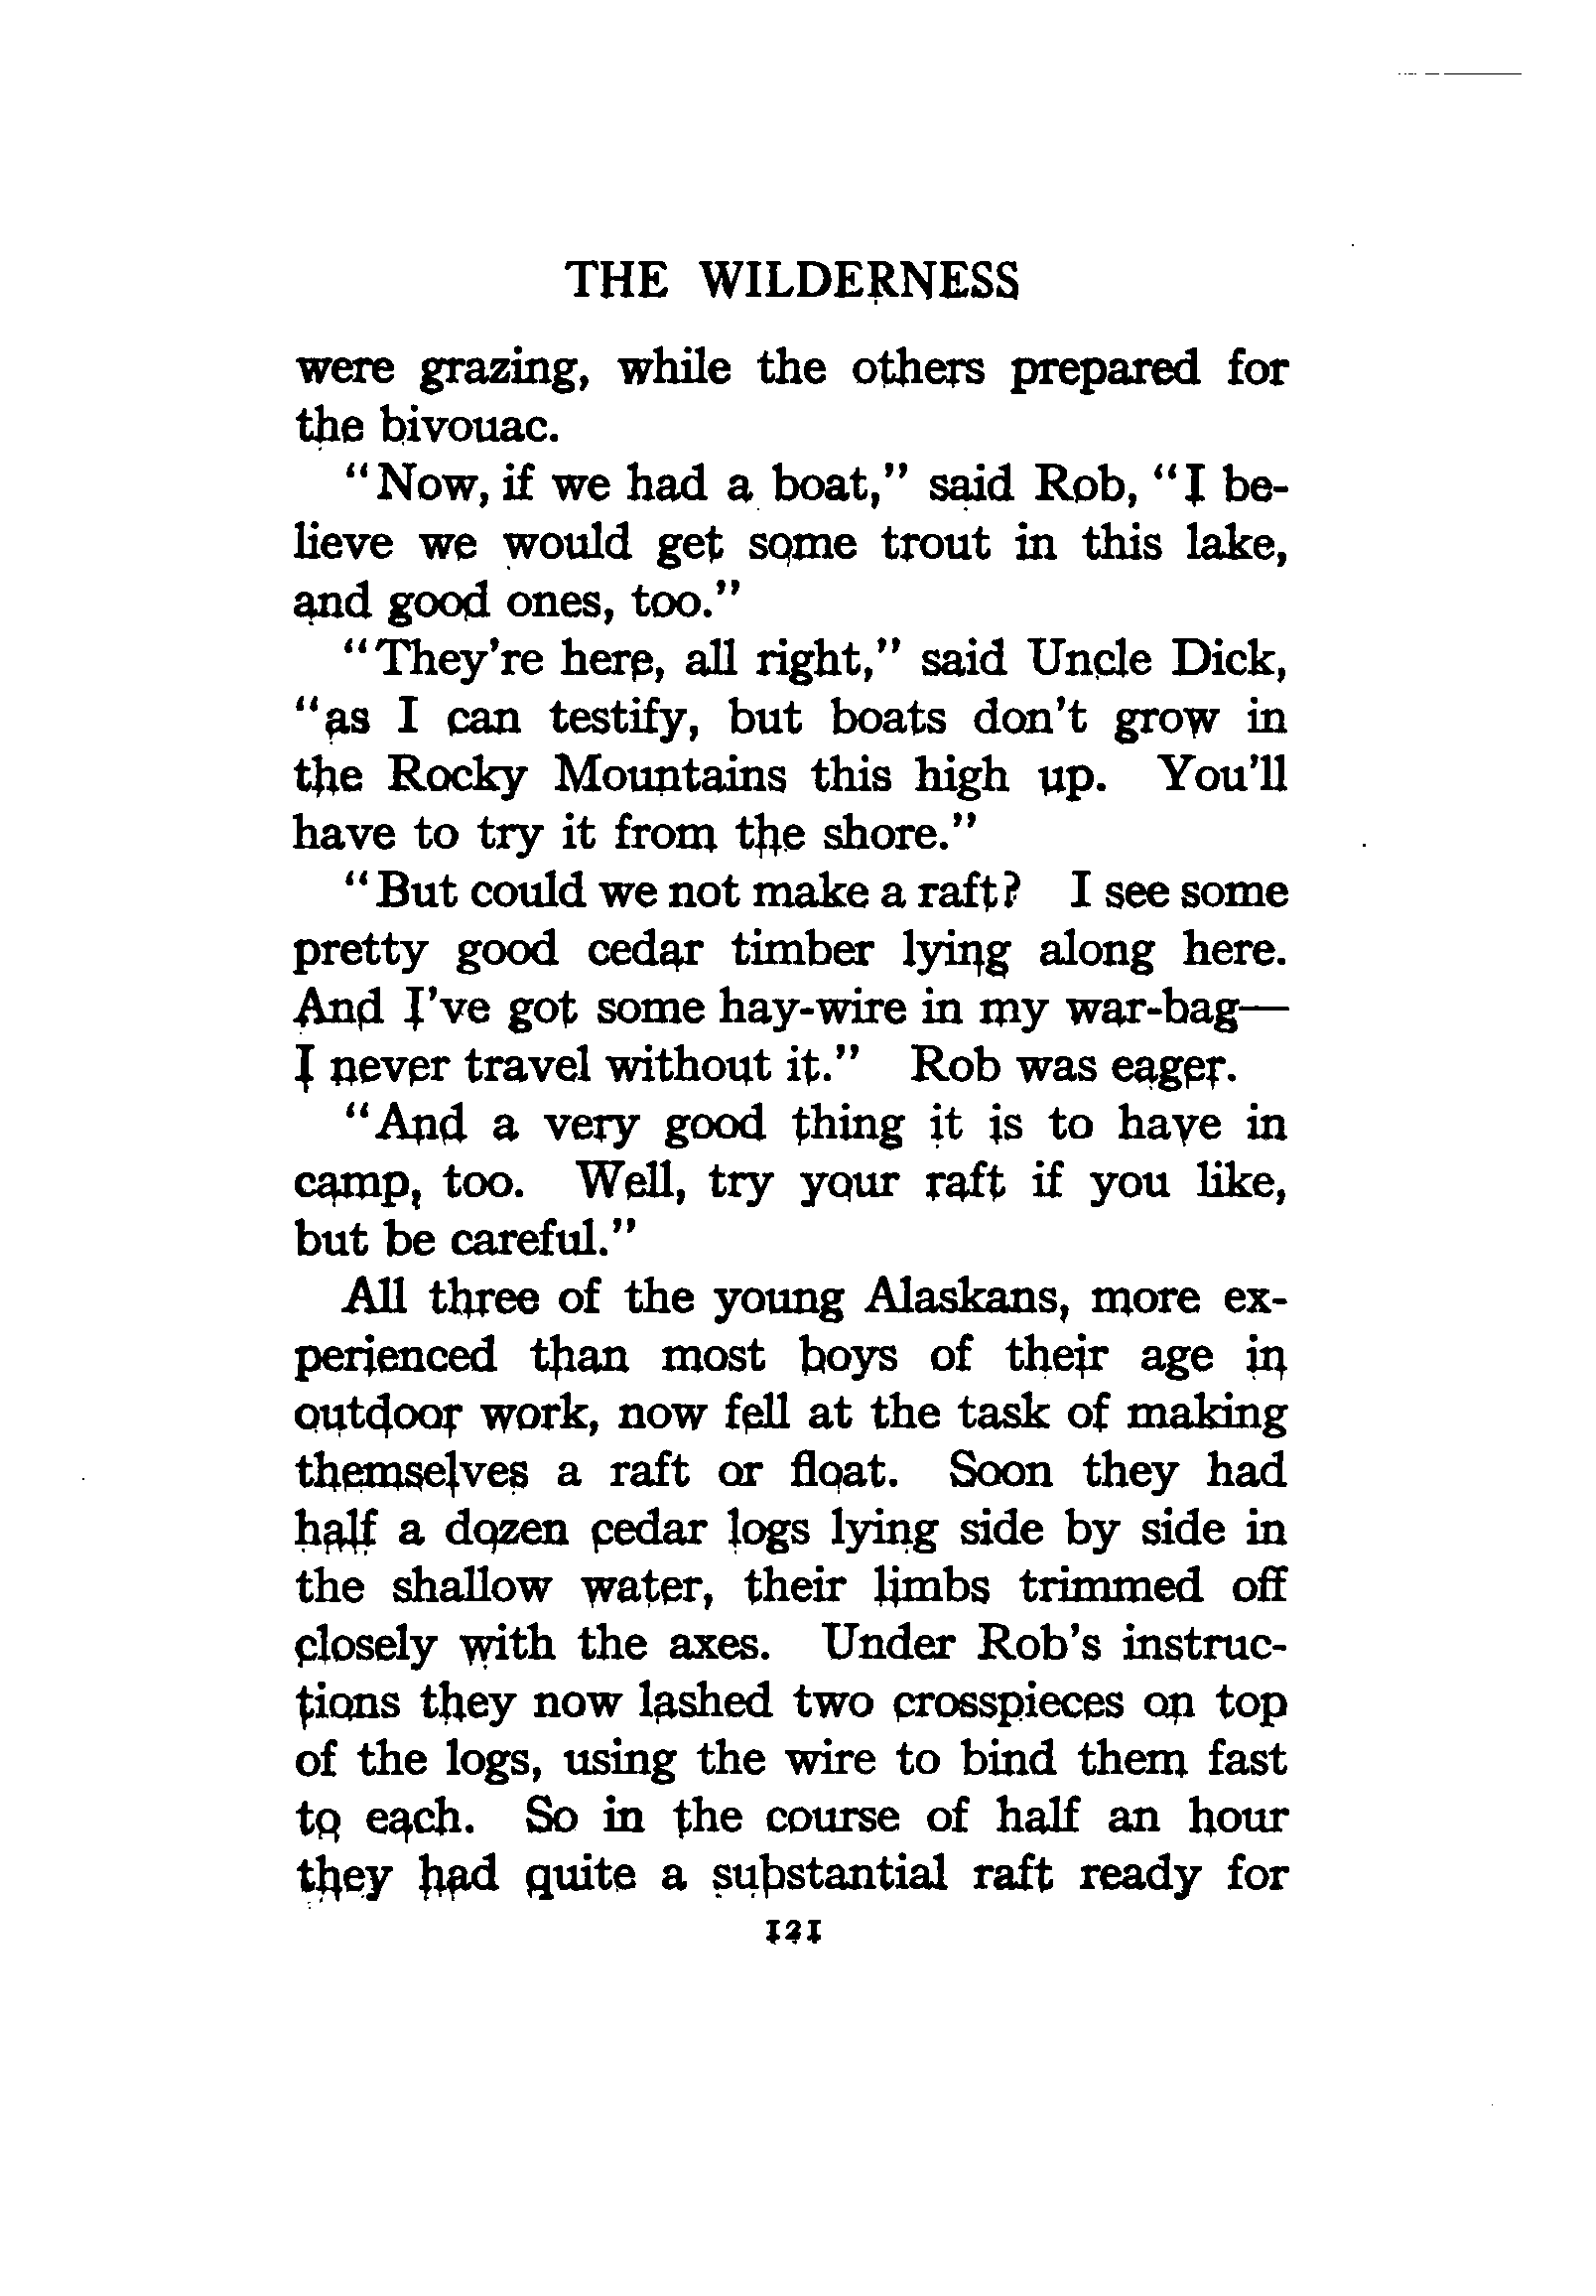 THE WILDERNESS
were grazing, while the others prepared for
the bivouac.
"Now, if we had a boat," said Rob, "I be-
lieve we would get some trout in this lake,
and good ones, too."
"They're here, all right," said Uncle Dick,
"as I can testify, but boats don't grow in
the Rocky Mountains this high up. You'll
have to try it from the shore."
"But could we not make a raft? I see some
pretty good cedar timber lying along here.
And I've got some hay-wire in my war-bag—
I never travel without it." Rob was eager.
"And a very good thing it is to have in
camp, too. Well, try your raft if you like,
but be careful."
All three of the young Alaskans, more ex-
perienced than most boys of their age in
outdoor work, now fell at the task of making
themselves a raft or float. Soon they had
half a dozen cedar logs lying side by side in
the shallow water, their limbs trimmed off
closely with the axes. Under Rob's instruc-
tions they now lashed two crosspieces on top
of the logs, using the wire to bind them fast
to each. So in the course of half an hour
they had quite a substantial raft ready for
121